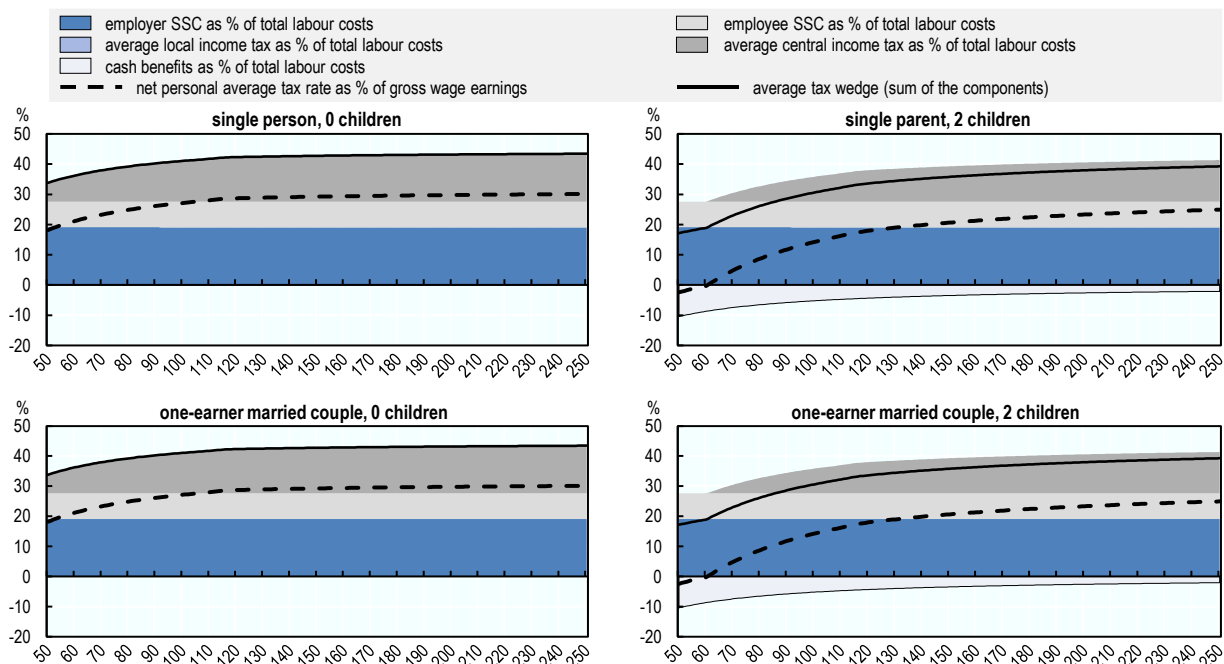 employer SSC as % of total labour costs
employee SSC as % of total labour costs
average local income tax as % of total labour costs
average central income tax as % of total labour costs
cash benefits as % of total labour costs
net personal average tax rate as % of gross wage earnings
average tax wedge (sum of the components)
%
single person, 0 children
50
40
30
20
10
0
-10
-20
50 60 70 80 90 100 110 120 130 140 150 160 170 180 190 200 210 220 230 240 250
%
single parent, 2 children
50
40
30
20
10
0
-10
-20
50 60 70 80 90 100 110 120 130 140 150 160 170 180 190 200 210 220 230 240 250
%
one-earner married couple, 0 children
50
40
30
20
10
0
-10
-20
50 60 70 80 90 100 110 120 130 140 150 160 170 180 190 200 210 220 230 240 250
%
one-earner married couple, 2 children
50
40
30
20
10
0
-10
-20
50 60 70 80 90 100 110 120 130 140 150 160 170 180 190 200 210 220 230 240 250